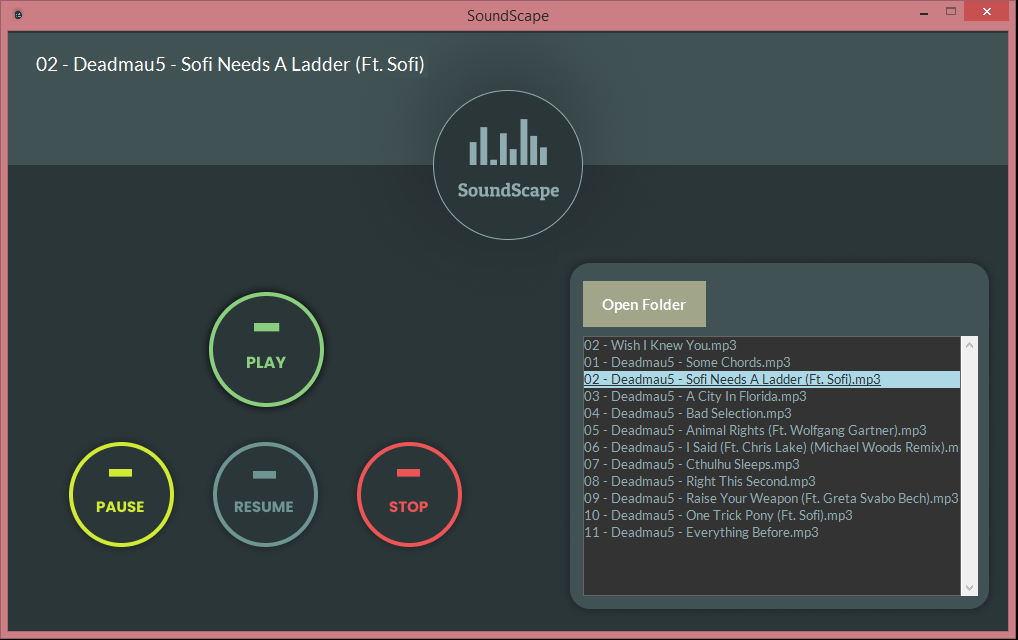 SoundScape
02 - Deadmau5 - Sofi Needs A Ladder (Ft. Sofi)
SoundScape
PLAY
PAUSE
RESUME
STOP
Open Folder
02 - Wish I Knew You.mp3
01 - Deadmau5 - Some Chords.mp3
02 - Deadmau5 - Sofi Needs A Ladder (Ft. Sofi).mp3
03 - Deadmau5 - A City In Florida.mp3
04 - Deadmau5 - Bad Selection.mp3
05 - Deadmau5 - Animal Rights (Ft. Wolfgang Gartner).mp3
06 - Deadmau5 - I Said (Ft. Chris Lake) (Michael Woods Remix).m
07 - Deadmau5 - Cthulhu Sleeps.mp3
08 - Deadmau5 - Right This Second.mp3
09 - Deadmau5 - Raise Your Weapon (Ft. Greta Svabo Bech).mp3
10 - Deadmau5 - One Trick Pony (Ft. Sofi).mp3
11 - Deadmau5 - Everything Before.mp3